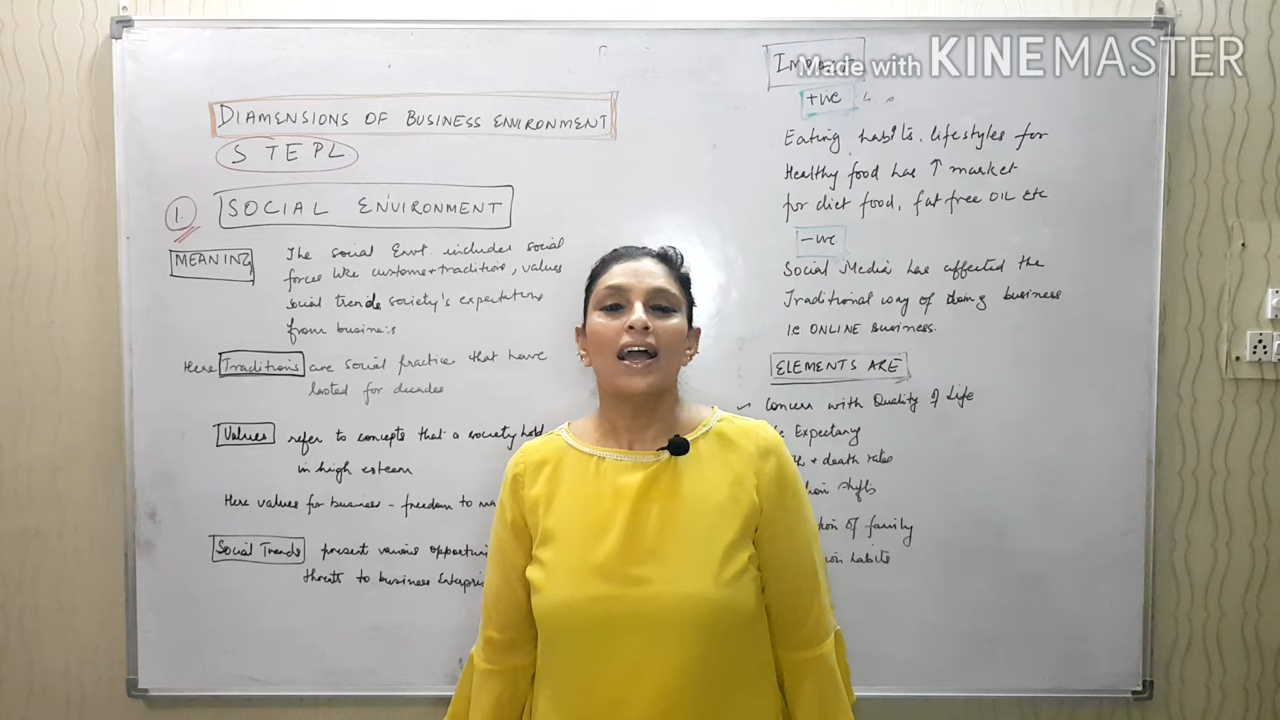 DIAMENSIONS OF BUSINESS ENVIRONMENT
STEPL
1. SOCIAL ENVIRONMENT
MEANING The social Envt. includes social
forces like customs + traditions, values
social trends society's expectations
from business
Here Traditions are social practice that have
lasted for decades
Values refer to concepts that a society hold
in high esteem
Here values for business - freedom to
Social Trends present various
threats to business
Made with KINEMASTER
+ive
Eating habits, lifestyles for
Healthy food has ↑ market
for diet food, fat free OIL etc
-ive
Social Media has affected the
Traditional way of doing business
i.e. ONLINE Business.
ELEMENTS ARE
Concern with Quality of Life
Expectancy
+ death rates
shifts
of family
habits